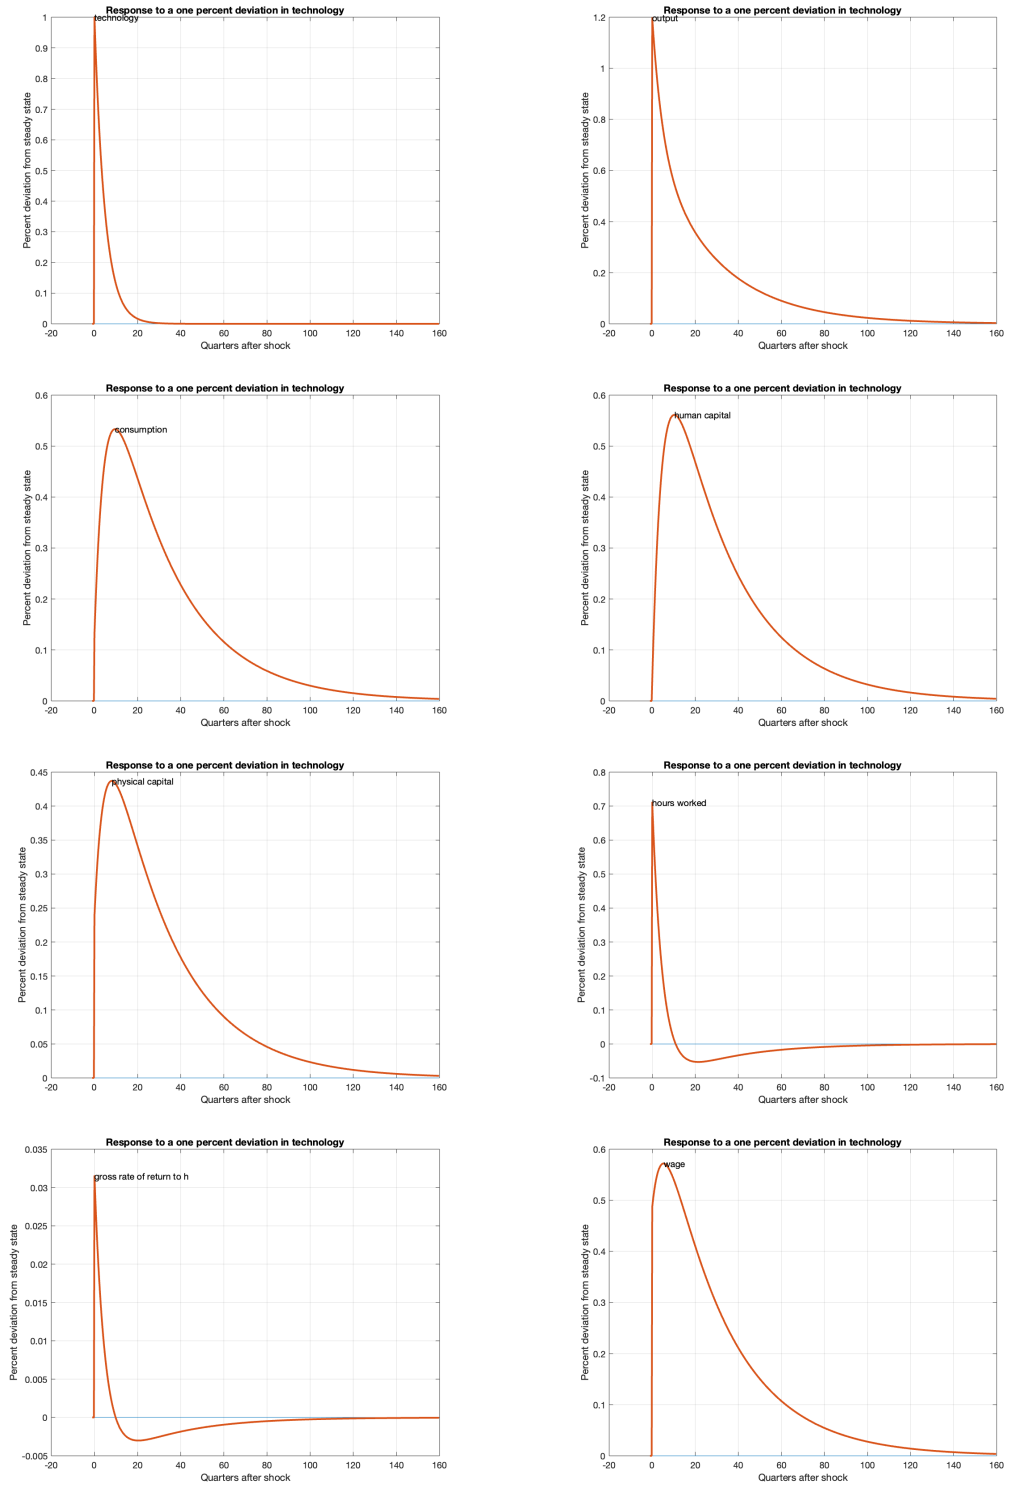 Response to a one percent deviation in technology
technology
Percent deviation from steady state
1
0.9
0.8
0.7
0.6
0.5
0.4
0.3
0.2
0.1
0
-20 0 20 40 60 80 100 120 140 160
Quarters after shock
Response to a one percent deviation in technology
output
Percent deviation from steady state
1.2
1
0.8
0.6
0.4
0.2
0
-20 0 20 40 60 80 100 120 140 160
Quarters after shock
Response to a one percent deviation in technology
consumption
Percent deviation from steady state
0.6
0.5
0.4
0.3
0.2
0.1
0
-20 0 20 40 60 80 100 120 140 160
Quarters after shock
Response to a one percent deviation in technology
human capital
Percent deviation from steady state
0.6
0.5
0.4
0.3
0.2
0.1
0
-20 0 20 40 60 80 100 120 140 160
Quarters after shock
Response to a one percent deviation in technology
physical capital
Percent deviation from steady state
0.45
0.4
0.35
0.3
0.25
0.2
0.15
0.1
0.05
0
-20 0 20 40 60 80 100 120 140 160
Quarters after shock
Response to a one percent deviation in technology
hours worked
Percent deviation from steady state
0.8
0.7
0.6
0.5
0.4
0.3
0.2
0.1
0
-0.1
-20 0 20 40 60 80 100 120 140 160
Quarters after shock
Response to a one percent deviation in technology
gross rate of return to h
Percent deviation from steady state
0.035
0.03
0.025
0.02
0.015
0.01
0.005
0
-0.005
-20 0 20 40 60 80 100 120 140 160
Quarters after shock
Response to a one percent deviation in technology
wage
Percent deviation from steady state
0.6
0.5
0.4
0.3
0.2
0.1
0
-20 0 20 40 60 80 100 120 140 160
Quarters after shock